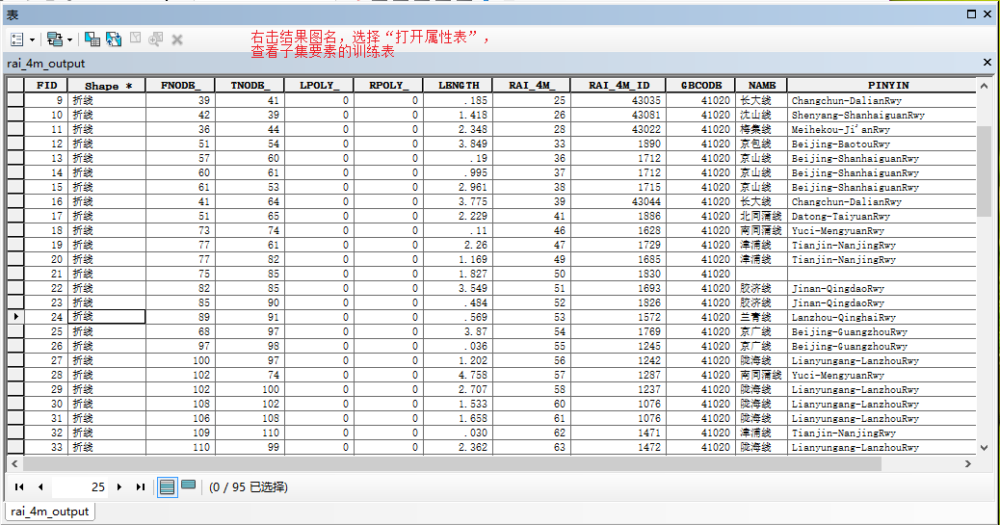 表
右击结果图名，选择“打开属性表”，
查看子集要素的训练表
rai_4m_output
FID Shape * FNODE_ TNODE_ LPOLY_ RPOLY_ LENGTH RAI_4M_ RAI_4M_ID GBCODE NAME PINYIN
9 折线 39 41 0 0 .185 25 43035 41020 长大线 Changchun-DalianRwy
10 折线 42 39 0 0 1.418 26 43081 41020 沈山线 Shenyang-ShanhaiguanRwy
11 折线 36 44 0 0 2.348 28 43022 41020 梅集线 Meihekou-Ji'anRwy
12 折线 51 54 0 0 3.849 33 1890 41020 京包线 Beijing-BaotouRwy
13 折线 57 60 0 0 .19 36 1712 41020 京山线 Beijing-ShanhaiguanRwy
14 折线 60 61 0 0 .995 37 1712 41020 京山线 Beijing-ShanhaiguanRwy
15 折线 61 53 0 0 2.961 38 1715 41020 京山线 Beijing-ShanhaiguanRwy
16 折线 41 64 0 0 3.775 39 43044 41020 长大线 Changchun-DalianRwy
17 折线 51 65 0 0 2.229 41 1886 41020 北同蒲线 Datong-TaiyuanRwy
18 折线 73 74 0 0 .11 46 1628 41020 南同蒲线 Yuci-MengyuanRwy
19 折线 77 61 0 0 2.26 47 1729 41020 津浦线 Tianjin-NanjingRwy
20 折线 77 82 0 0 1.169 49 1685 41020 津浦线 Tianjin-NanjingRwy
21 折线 75 85 0 0 1.827 50 1830 41020
22 折线 82 85 0 0 3.549 51 1693 41020 胶济线 Jinan-QingdaoRwy
23 折线 85 90 0 0 .484 52 1826 41020 胶济线 Jinan-QingdaoRwy
24 折线 89 91 0 0 .569 53 1572 41020 兰青线 Lanzhou-QinghaiRwy
25 折线 68 97 0 0 3.87 54 1769 41020 京广线 Beijing-GuangzhouRwy
26 折线 97 98 0 0 .036 55 1245 41020 京广线 Beijing-GuangzhouRwy
27 折线 100 97 0 0 1.202 56 1242 41020 陇海线 Lianyungang-LanzhouRwy
28 折线 102 74 0 0 4.758 57 1287 41020 南同蒲线 Yuci-MengyuanRwy
29 折线 102 100 0 0 2.707 58 1237 41020 陇海线 Lianyungang-LanzhouRwy
30 折线 108 102 0 0 1.533 60 1076 41020 陇海线 Lianyungang-LanzhouRwy
31 折线 106 108 0 0 1.658 61 1076 41020 陇海线 Lianyungang-LanzhouRwy
32 折线 109 110 0 0 .030 62 1471 41020 津浦线 Tianjin-NanjingRwy
33 折线 110 99 0 0 2.362 63 1472 41020 陇海线 Lianyungang-LanzhouRwy
25 (0 / 95 已选择)
rai_4m_output